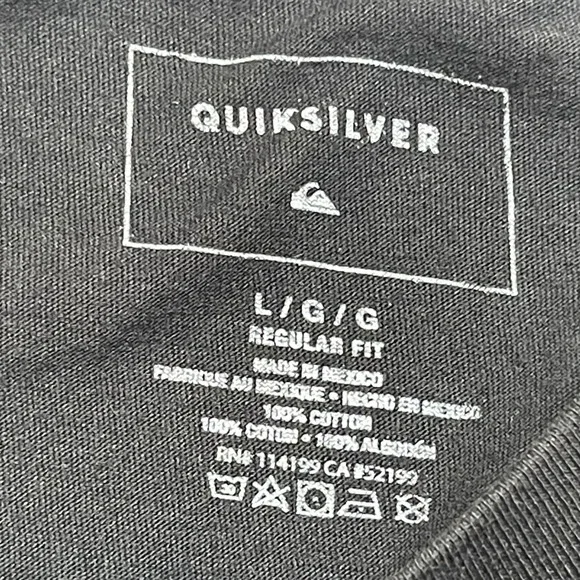 QUIKSILVER
L / G / G
REGULAR FIT
MADE IN MEXICO
FABRIQUE AU MEXIQUE • HECHO EN MEXICO
100% COTTON
100% COTON • 100% ALGODÓN
RN# 114199 CA #52199